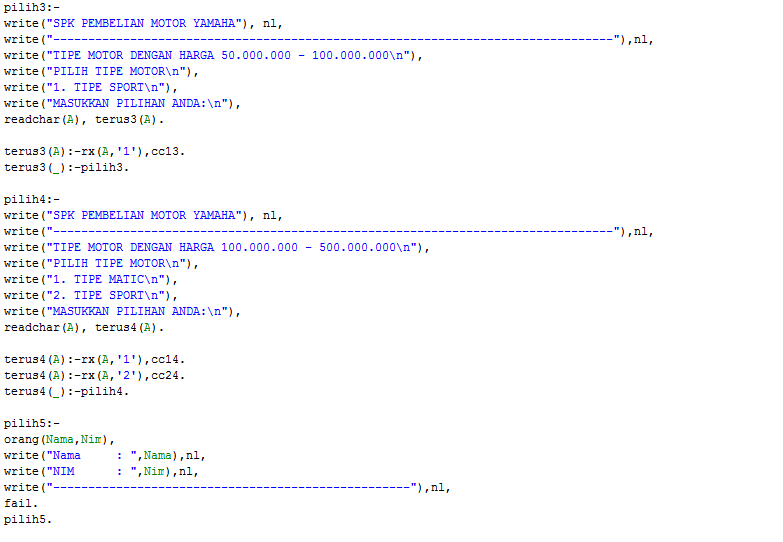 pilih3:-
write("SPK PEMBELIAN MOTOR YAMAHA"), nl,
write("--------------------------------------------------------------------------------"),nl,
write("TIPE MOTOR DENGAN HARGA 50.000.000 - 100.000.000\n"),
write("PILIH TIPE MOTOR\n"),
write("1. TIPE SPORT\n"),
write("MASUKKAN PILIHAN ANDA:\n"),
readchar(A), terus3(A).
terus3(A):-rx(A,'1'),cc13.
terus3(_):-pilih3.
pilih4:-
write("SPK PEMBELIAN MOTOR YAMAHA"), nl,
write("--------------------------------------------------------------------------------"),nl,
write("TIPE MOTOR DENGAN HARGA 100.000.000 - 500.000.000\n"),
write("PILIH TIPE MOTOR\n"),
write("1. TIPE MATIC\n"),
write("2. TIPE SPORT\n"),
write("MASUKKAN PILIHAN ANDA:\n"),
readchar(A), terus4(A).
terus4(A):-rx(A,'1'),cc14.
terus4(A):-rx(A,'2'),cc24.
terus4(_):-pilih4.
pilih5:-
orang(Nama,Nim),
write("Nama     : ",Nama),nl,
write("NIM      : ",Nim),nl,
write("---------------------------------------------------"),nl,
fail.
pilih5.